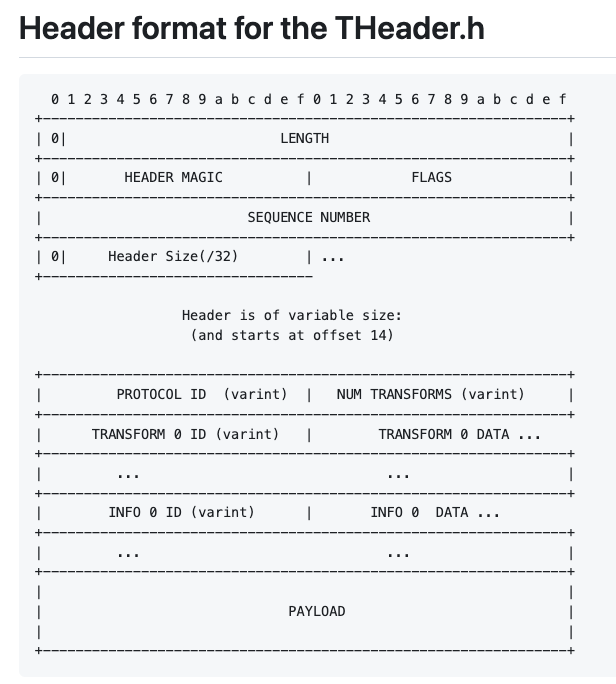 Header format for the THeader.h
0 1 2 3 4 5 6 7 8 9 a b c d e f 0 1 2 3 4 5 6 7 8 9 a b c d e f
+----------------------------------------------------------------+
| 0|                          LENGTH                             |
+----------------------------------------------------------------+
| 0|       HEADER MAGIC          |            FLAGS              |
+----------------------------------------------------------------+
|                         SEQUENCE NUMBER                        |
+----------------------------------------------------------------+
| 0|     Header Size(/32)        | ...
+---------------------------------
Header is of variable size:
(and starts at offset 14)
+----------------------------------------------------------------+
|         PROTOCOL ID  (varint)  |   NUM TRANSFORMS (varint)     |
+----------------------------------------------------------------+
|      TRANSFORM 0 ID (varint)   |        TRANSFORM 0 DATA ...
+----------------------------------------------------------------+
|         ...                              ...                   |
+----------------------------------------------------------------+
|        INFO 0 ID (varint)      |       INFO 0  DATA ...
+----------------------------------------------------------------+
|         ...                              ...                   |
+----------------------------------------------------------------+
|                                                                |
|                              PAYLOAD                           |
|                                                                |
+----------------------------------------------------------------+